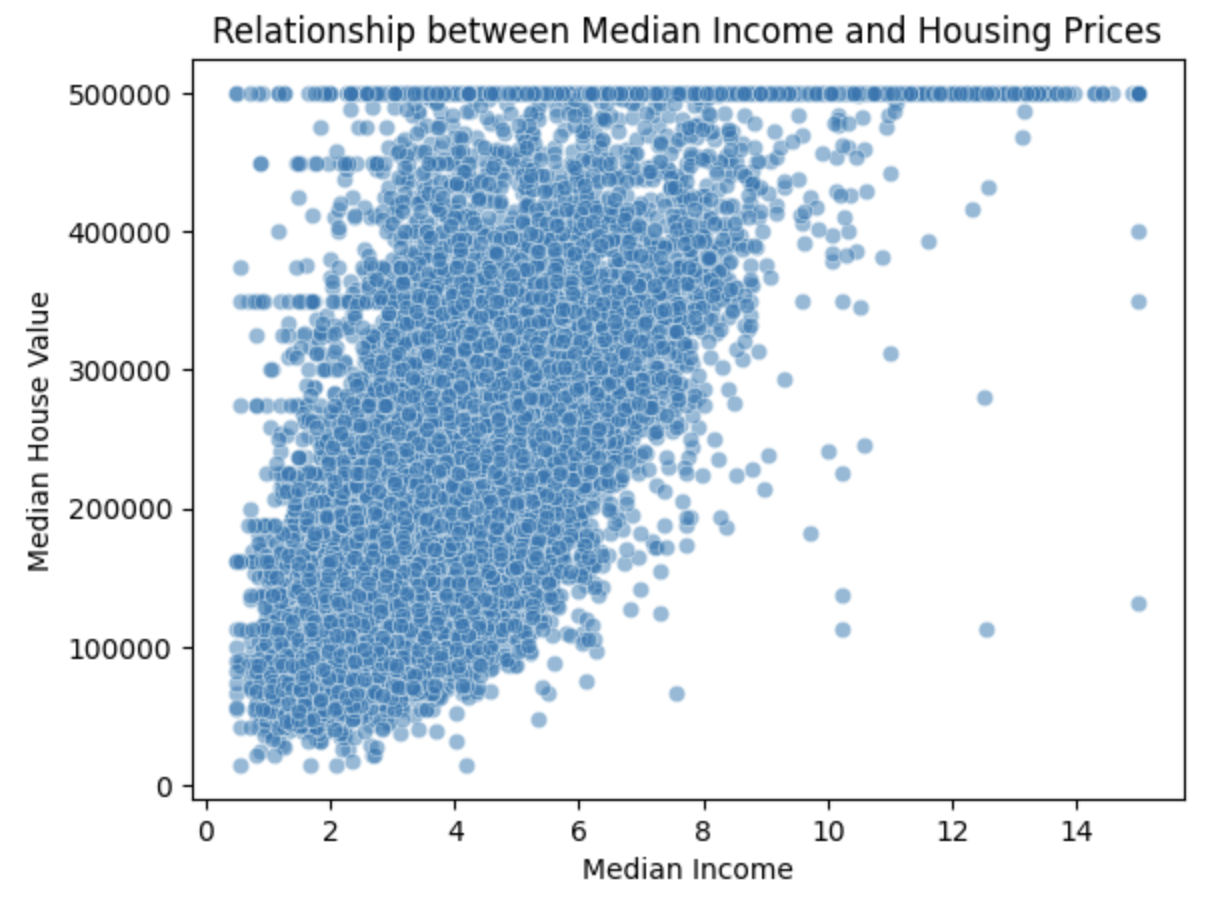 Relationship between Median Income and Housing Prices
500000
400000
300000
200000
100000
0
Median House Value
0 2 4 6 8 10 12 14
Median Income